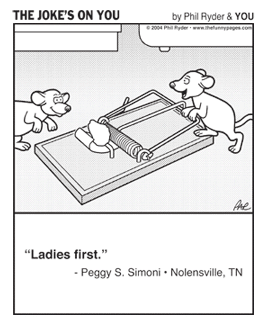 THE JOKE'S ON YOU by Phil Ryder & YOU
© 2004 Phil Ryder • www.thefunnypages.com
PAR
"Ladies first."
- Peggy S. Simoni • Nolensville, TN